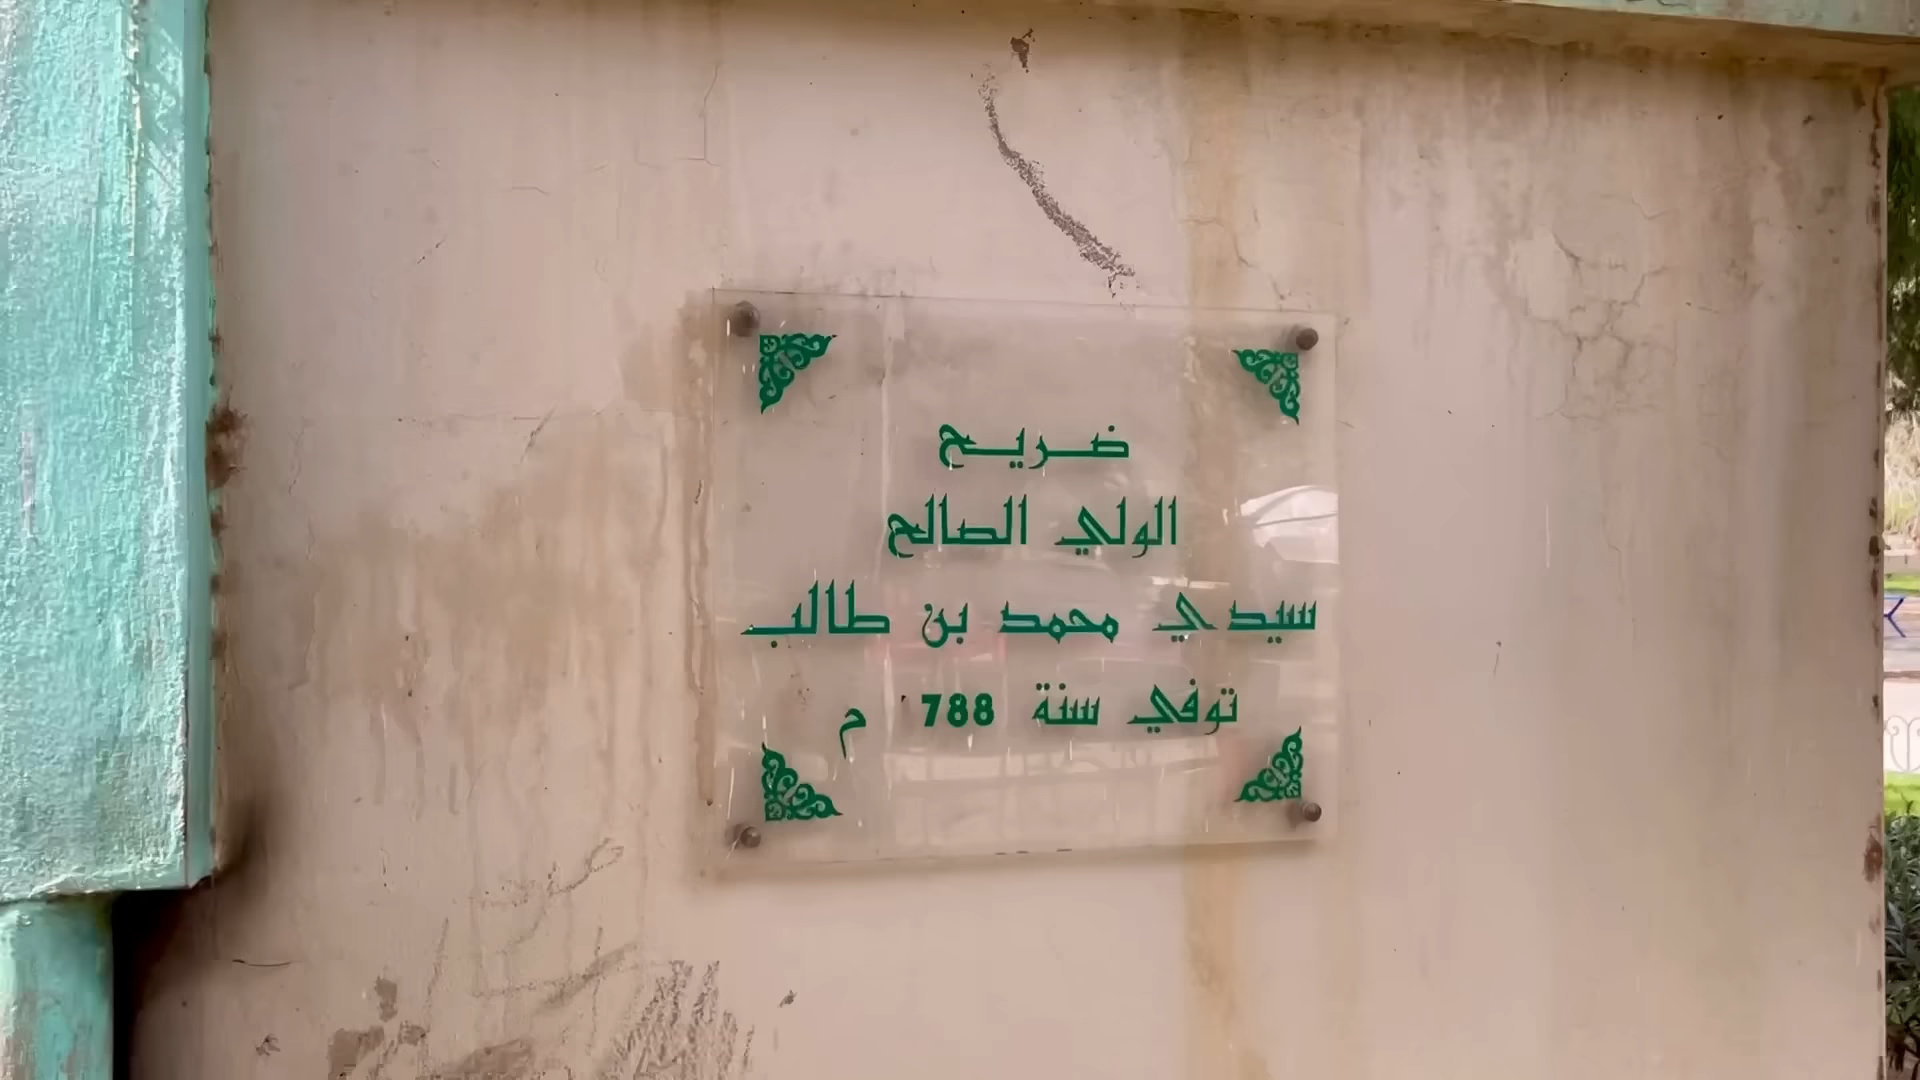 ضريح
الولي الصالح
سيدي محمد بن طالب
توفي سنة 788 م